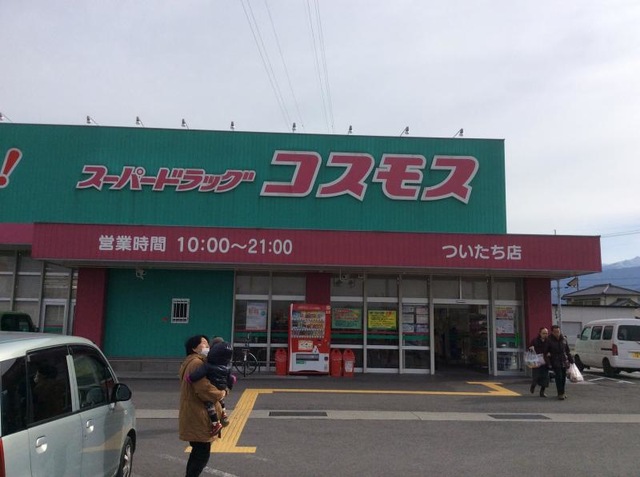 !
スーパードラッグ コスモス
営業時間 10:00～21:00 ついたち店